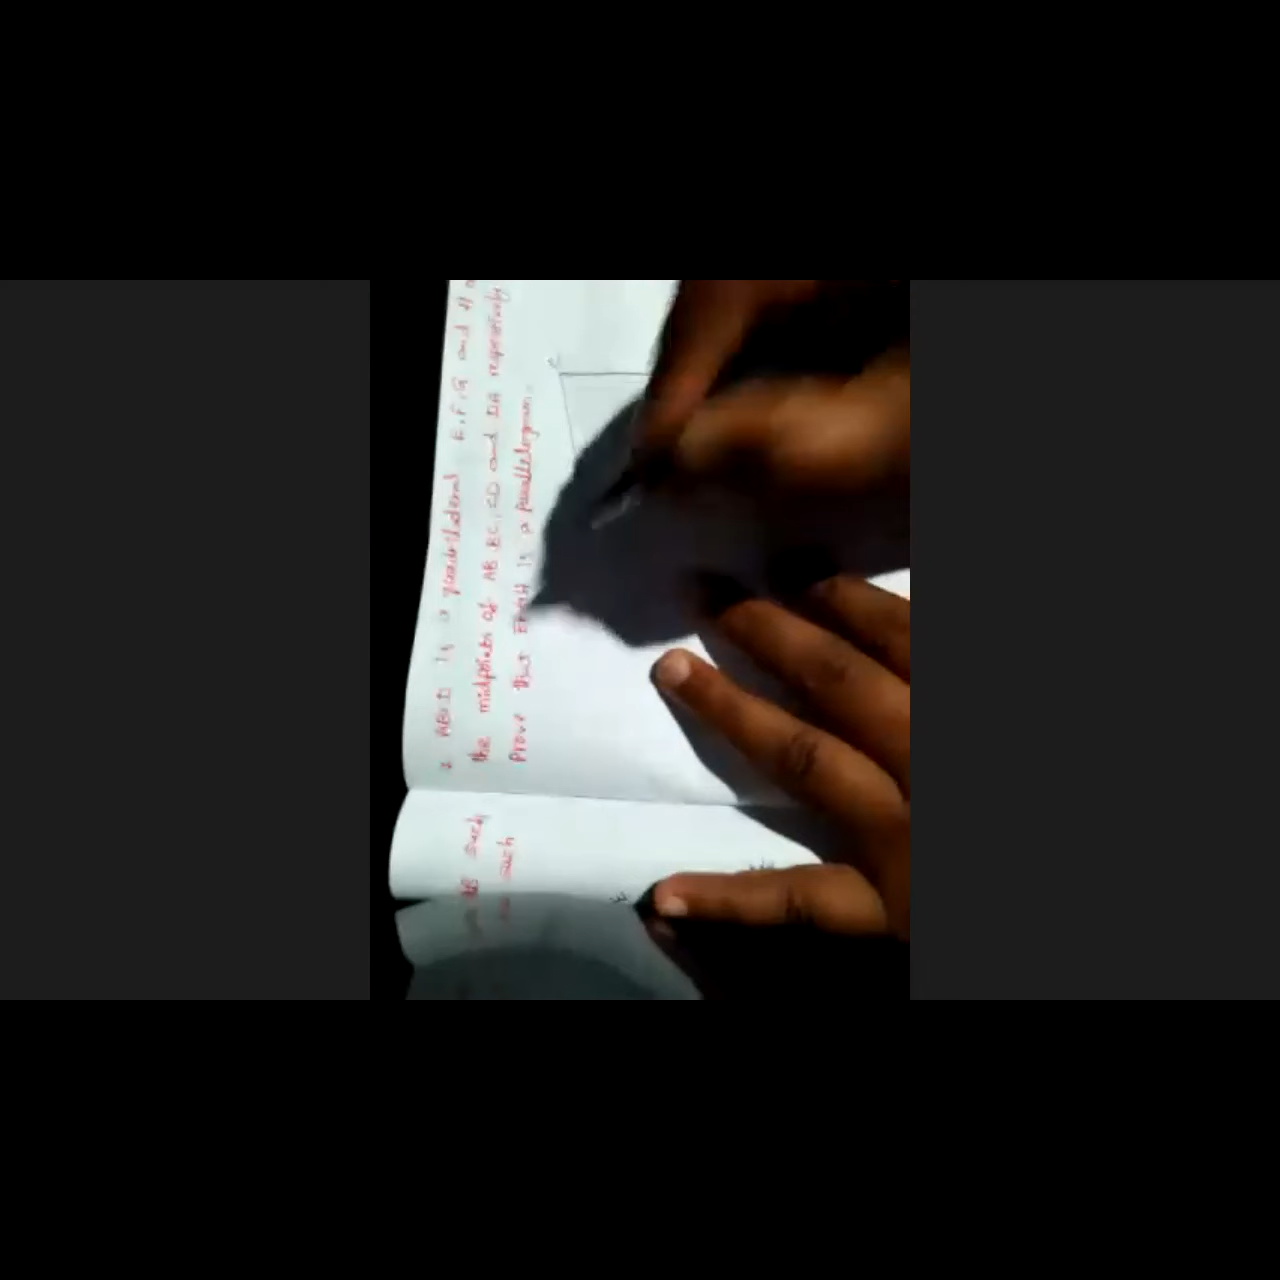 ABCD is a quadrilateral E, F, G and H
the midpoints of AB, BC, CD and DA respectively
Prove that EFGH is a parallelogram.
such
such